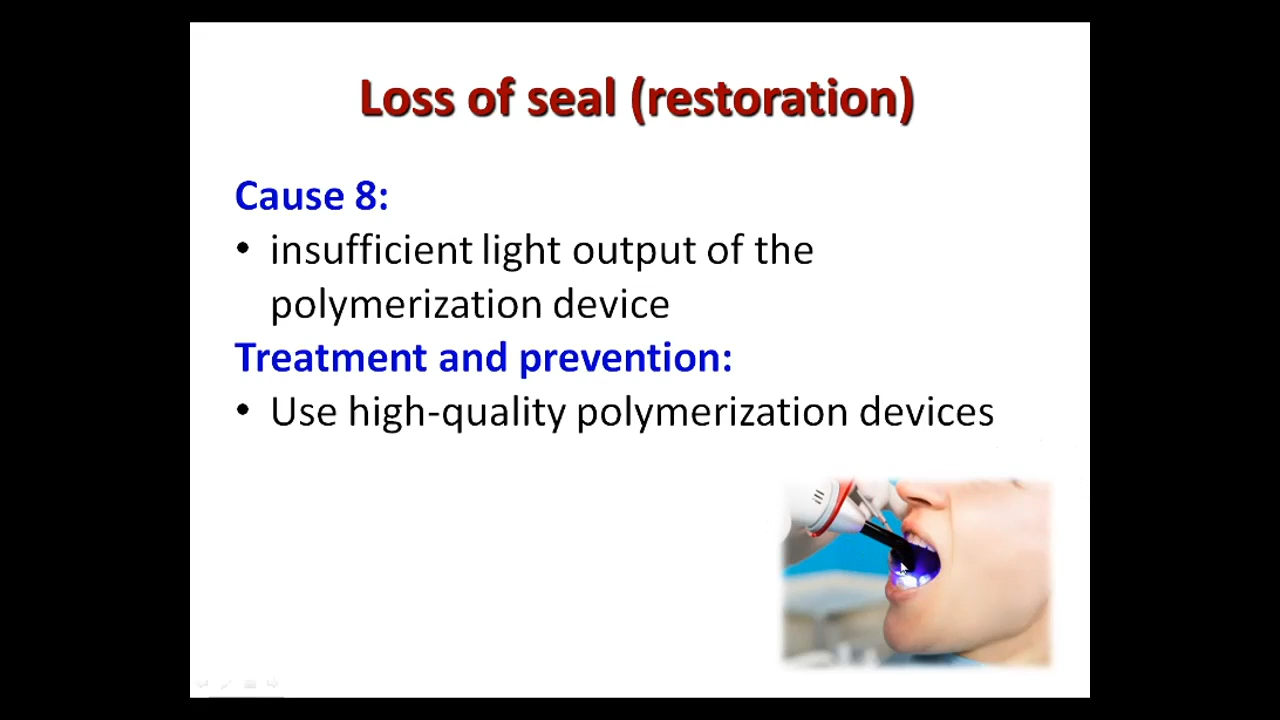 Loss of seal (restoration)
Cause 8:
• insufficient light output of the
polymerization device
Treatment and prevention:
• Use high-quality polymerization devices